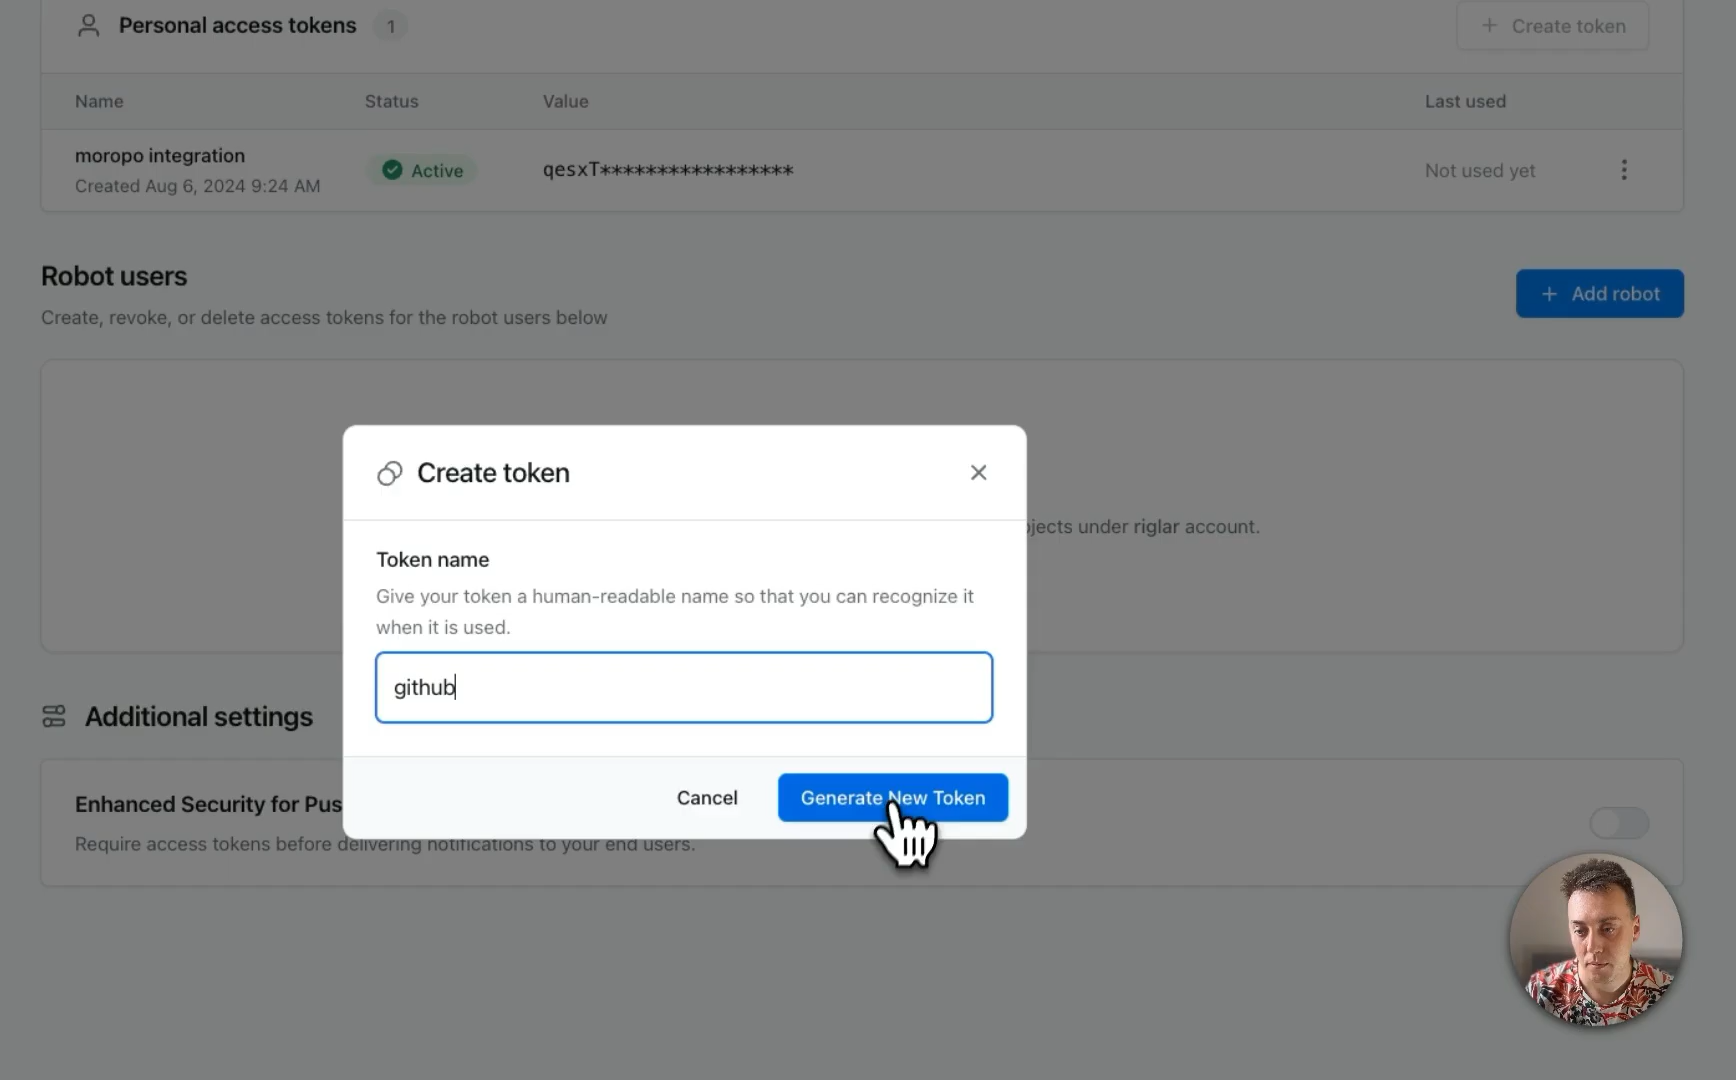 Personal access tokens 1
+ Create token
Name Status Value Last used
moropo integration
Created Aug 6, 2024 9:24 AM
Active
qesxT*****************
Not used yet
Robot users
Create, revoke, or delete access tokens for the robot users below
+ Add robot
Create token
jects under riglar account.
Token name
Give your token a human-readable name so that you can recognize it
when it is used.
github
Additional settings
Cancel
Generate New Token
Enhanced Security for Pus
Require access tokens before delivering notifications to your end users.